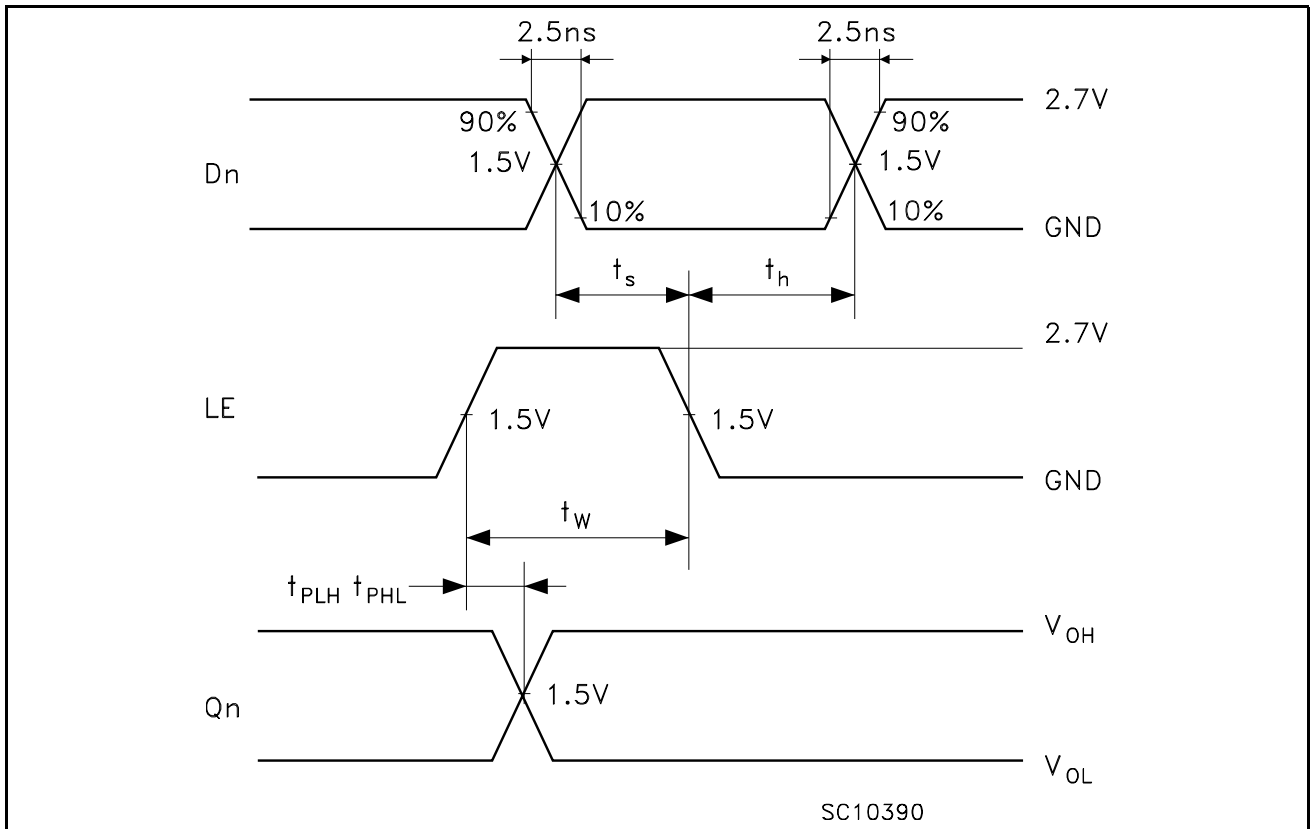 2.5ns 2.5ns
2.7V
90% 90%
Dn 1.5V 1.5V
10% 10%
GND
ts th
2.7V
LE 1.5V 1.5V
GND
tW
tPLH tPHL
VOH
Qn 1.5V
VOL
SC10390